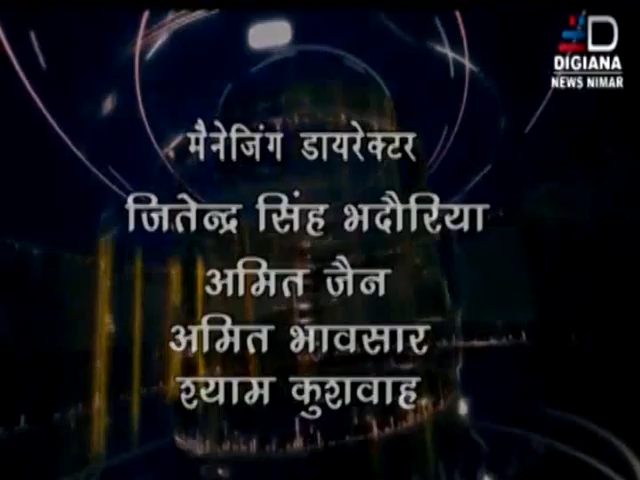 DIGIANA
NEWS NIMAR
मैनेजिंग डायरेक्टर
जितेन्द्र सिंह भदौरिया
अमित जैन
अमित भावसार
श्याम कुशवाह